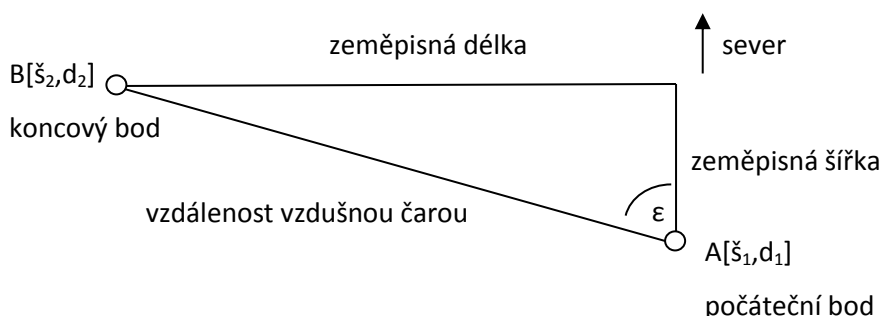 zeměpisná délka
sever
B[š₂,d₂]
koncový bod
zeměpisná šířka
vzdálenost vzdušnou čarou
ε
A[š₁,d₁]
počáteční bod